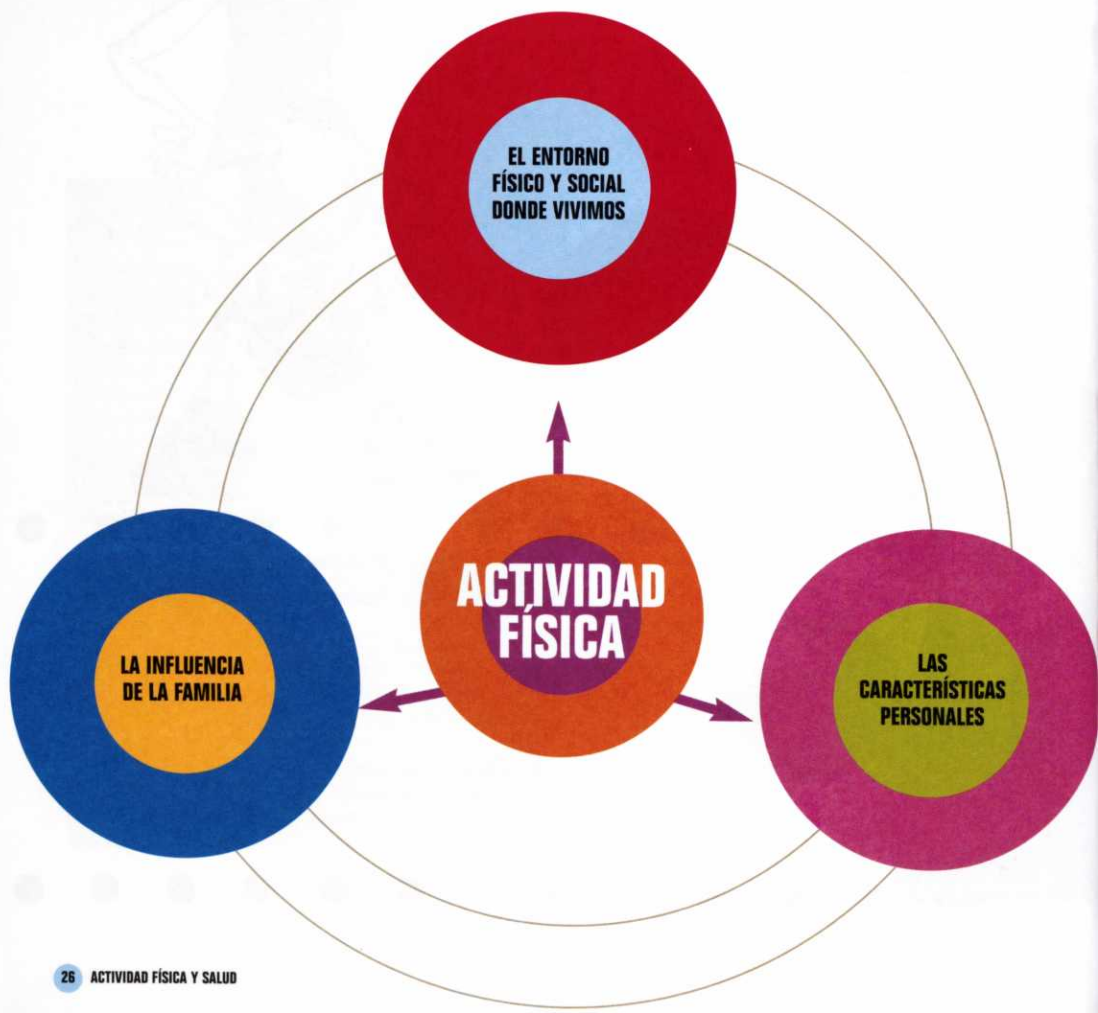 EL ENTORNO
FÍSICO Y SOCIAL
DONDE VIVIMOS
ACTIVIDAD
FÍSICA
LA INFLUENCIA
DE LA FAMILIA
LAS
CARACTERÍSTICAS
PERSONALES
26 ACTIVIDAD FÍSICA Y SALUD